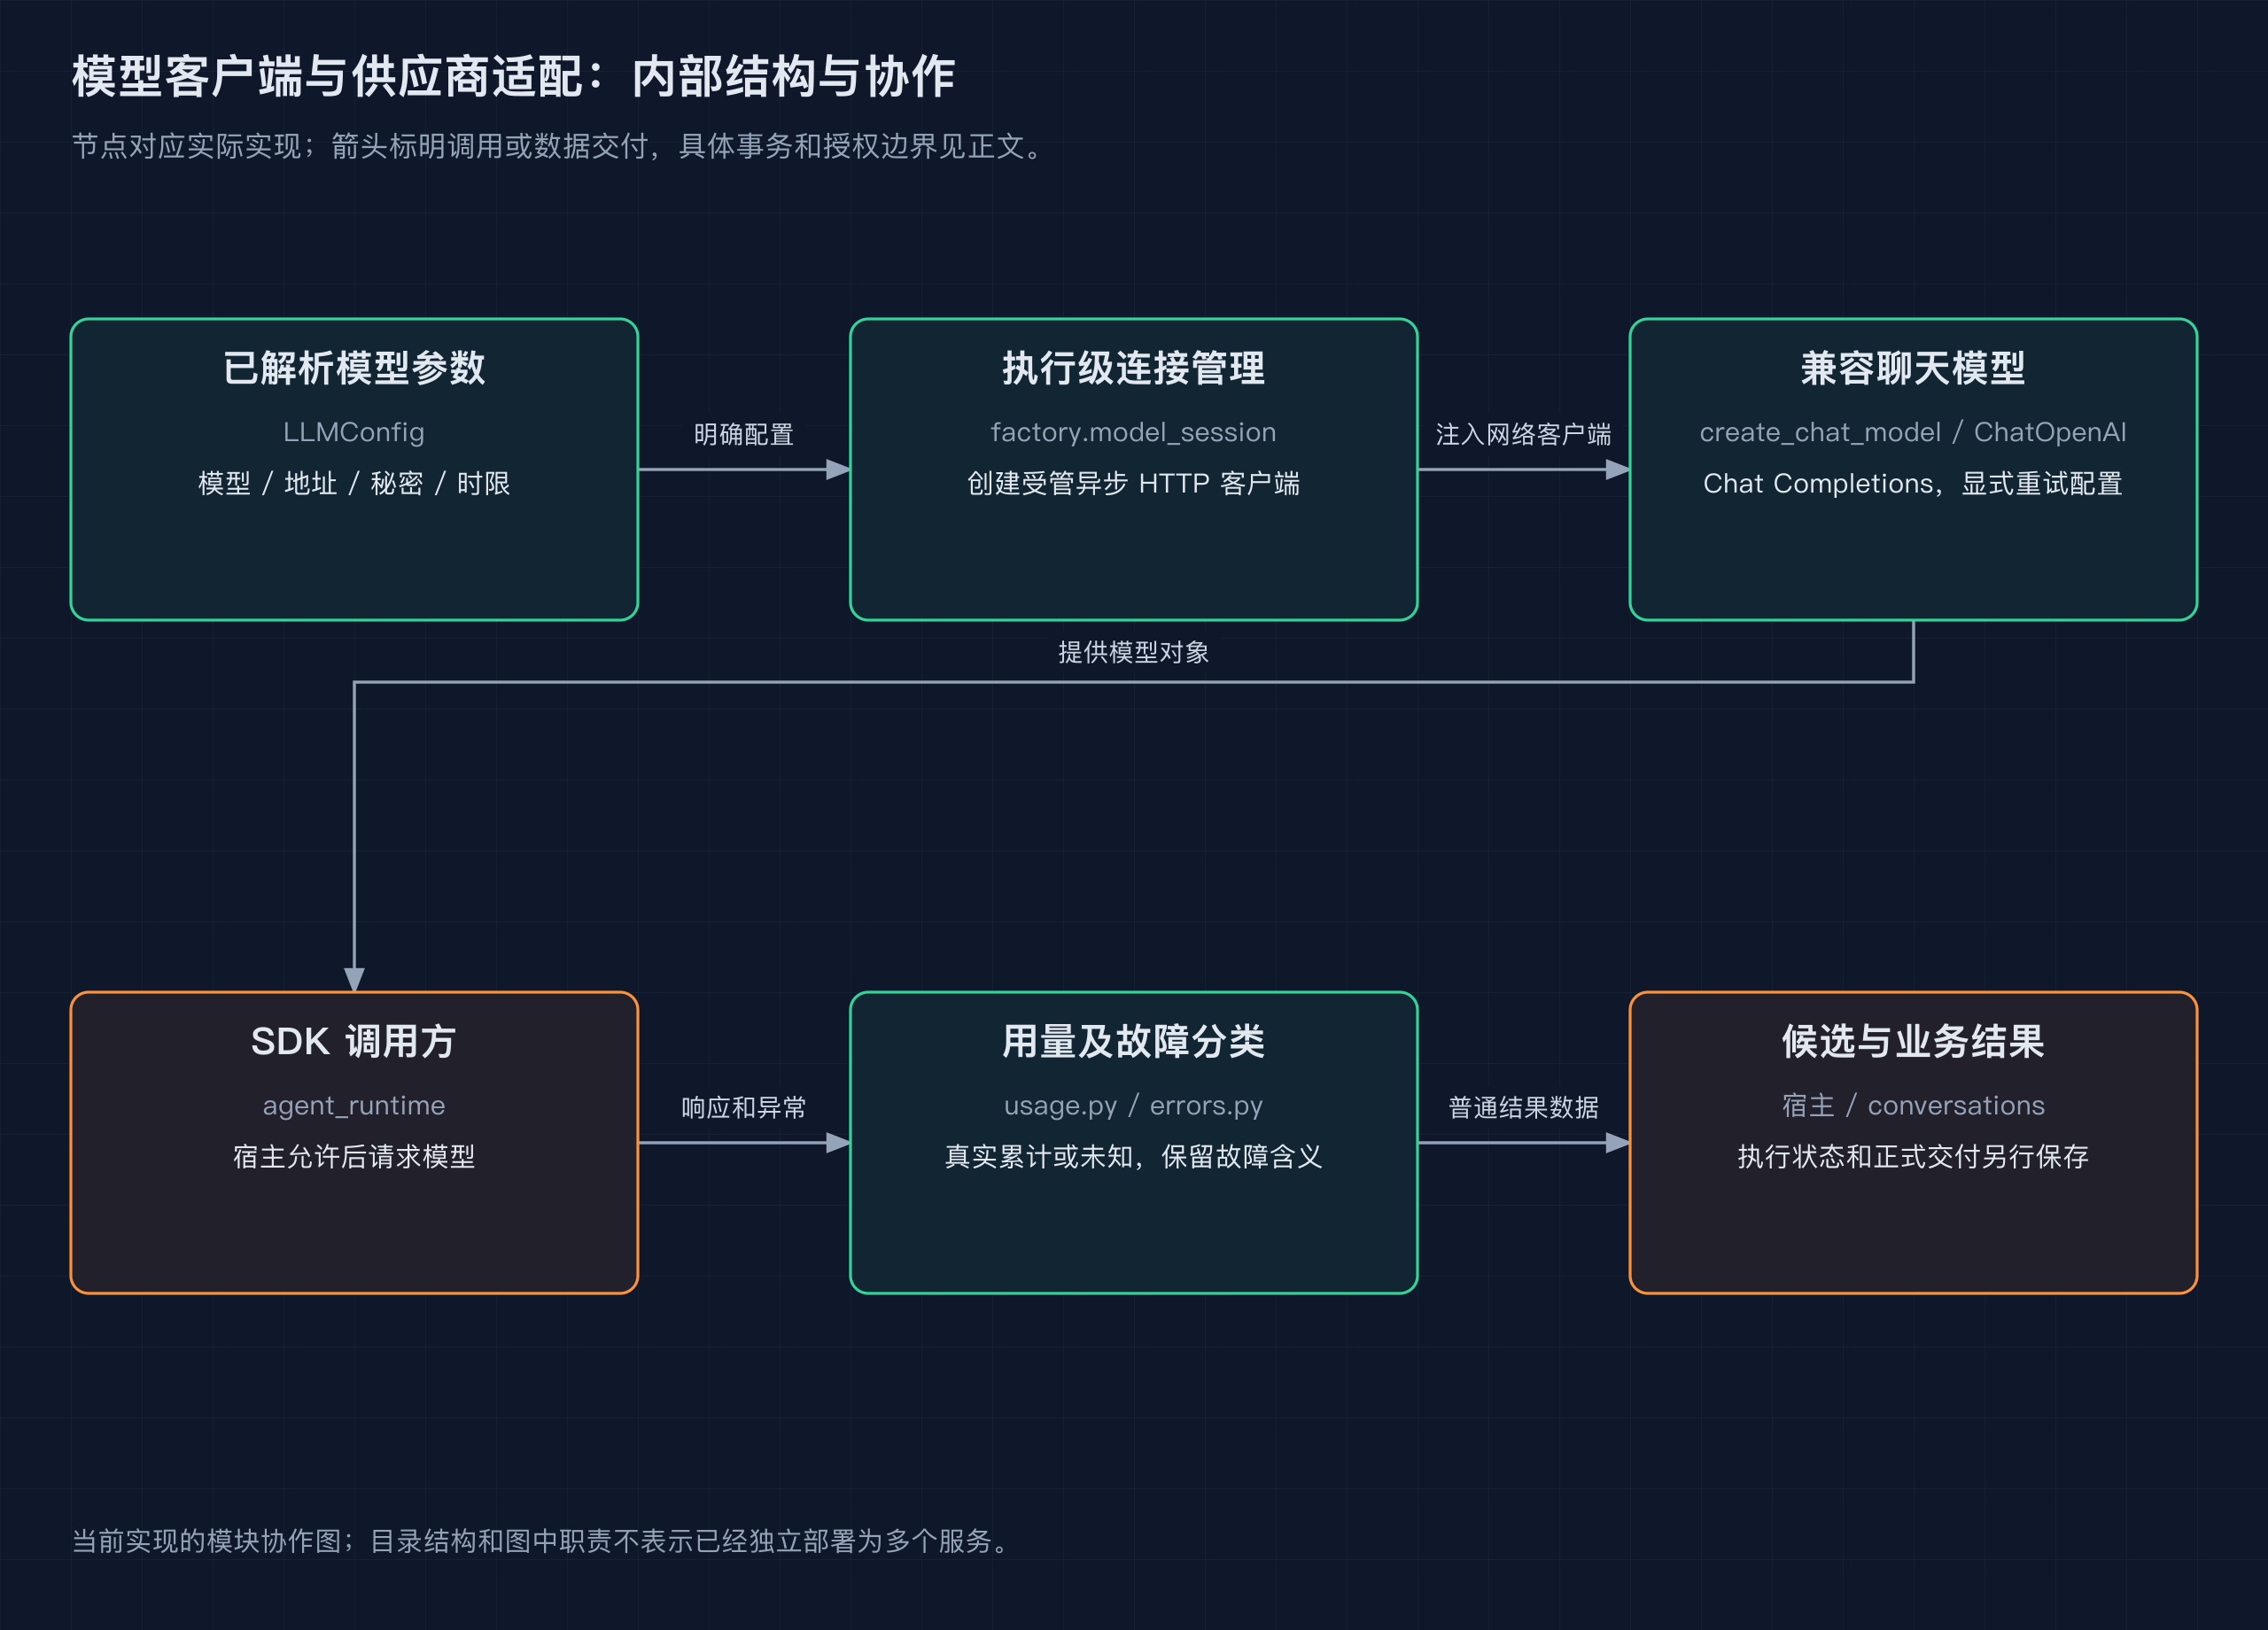 模型客户端与供应商适配：内部结构与协作
节点对应实际实现；箭头标明调用或数据交付，具体事务和授权边界见正文。
已解析模型参数
LLMConfig
模型 / 地址 / 秘密 / 时限
明确配置
执行级连接管理
factory.model_session
创建受管异步 HTTP 客户端
注入网络客户端
兼容聊天模型
create_chat_model / ChatOpenAI
Chat Completions，显式重试配置
提供模型对象
SDK 调用方
agent_runtime
宿主允许后请求模型
响应和异常
用量及故障分类
usage.py / errors.py
真实累计或未知，保留故障含义
普通结果数据
候选与业务结果
宿主 / conversations
执行状态和正式交付另行保存
当前实现的模块协作图；目录结构和图中职责不表示已经独立部署为多个服务。